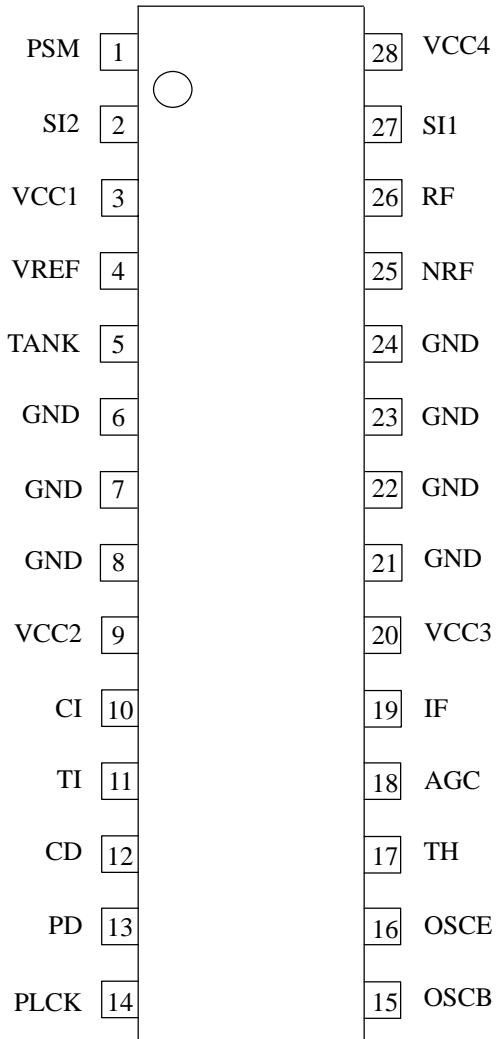 PSM 1 28 VCC4
SI2 2 27 SI1
VCC1 3 26 RF
VREF 4 25 NRF
TANK 5 24 GND
GND 6 23 GND
GND 7 22 GND
GND 8 21 GND
VCC2 9 20 VCC3
CI 10 19 IF
TI 11 18 AGC
CD 12 17 TH
PD 13 16 OSCE
PLCK 14 15 OSCB